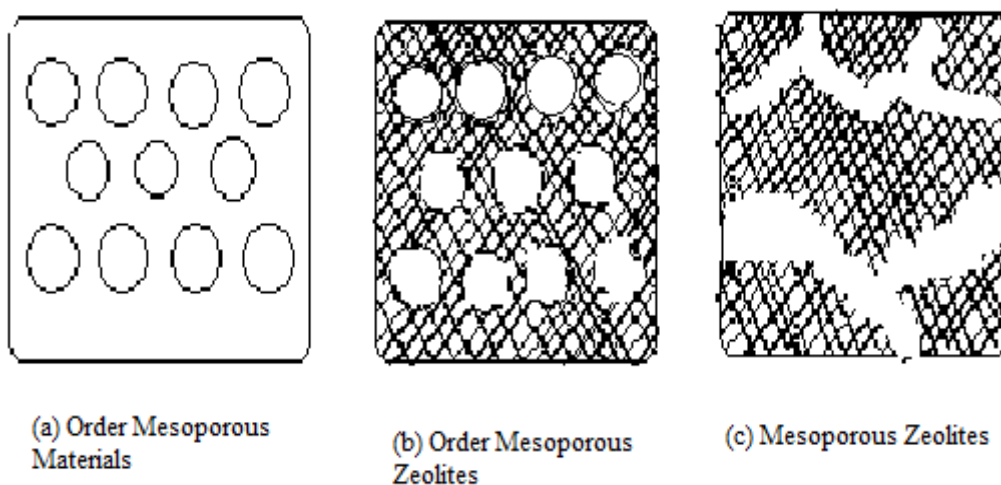 (a) Order Mesoporous
Materials
(b) Order Mesoporous
Zeolites
(c) Mesoporous Zeolites